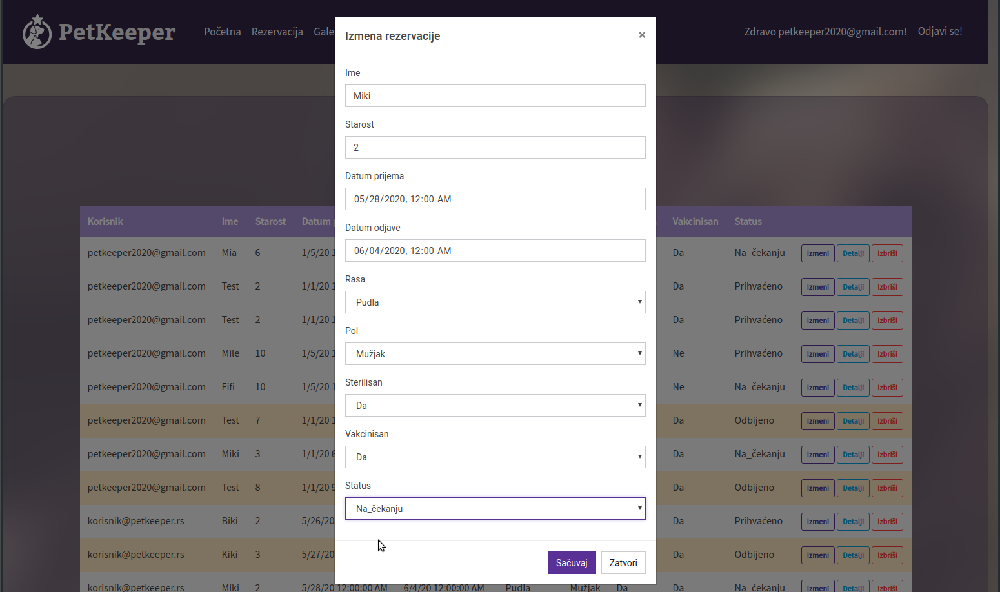 PetKeeper Početna Rezervacija Gale Zdravo petkeeper2020@gmail.com! Odjavi se!
Izmena rezervacije ×
Ime
Miki
Starost
2
Datum prijema
05/28/2020, 12:00 AM
Datum odjave
06/04/2020, 12:00 AM
Rasa
Pudla
Pol
Mužjak
Sterilisan
Da
Vakcinisan
Da
Status
Na_čekanju
Sačuvaj Zatvori
Korisnik Ime Starost Datum Vakcinisan Status
petkeeper2020@gmail.com Mia 6 1/5/20 1 Da Na_čekanju Izmeni Detalji Izbriši
petkeeper2020@gmail.com Test 2 1/1/20 1 Da Prihvaćeno Izmeni Detalji Izbriši
petkeeper2020@gmail.com Test 2 1/1/20 1 Da Prihvaćeno Izmeni Detalji Izbriši
petkeeper2020@gmail.com Mile 10 1/5/20 1 Ne Prihvaćeno Izmeni Detalji Izbriši
petkeeper2020@gmail.com Fifi 10 1/5/20 1 Ne Na_čekanju Izmeni Detalji Izbriši
petkeeper2020@gmail.com Test 7 1/1/20 1 Da Odbijeno Izmeni Detalji Izbriši
petkeeper2020@gmail.com Miki 3 1/1/20 6 Da Na_čekanju Izmeni Detalji Izbriši
petkeeper2020@gmail.com Test 8 1/1/20 9 Da Odbijeno Izmeni Detalji Izbriši
korisnik@petkeeper.rs Biki 2 5/26/20 Da Prihvaćeno Izmeni Detalji Izbriši
korisnik@petkeeper.rs Kiki 3 5/27/20 Da Odbijeno Izmeni Detalji Izbriši
korisnik@petkeeper.rs Miki 2 5/28/20 12:00:00 AM 6/4/20 12:00:00 AM Pudla Mužjak Da Da Na_čekanju Izmeni Detalji Izbriši